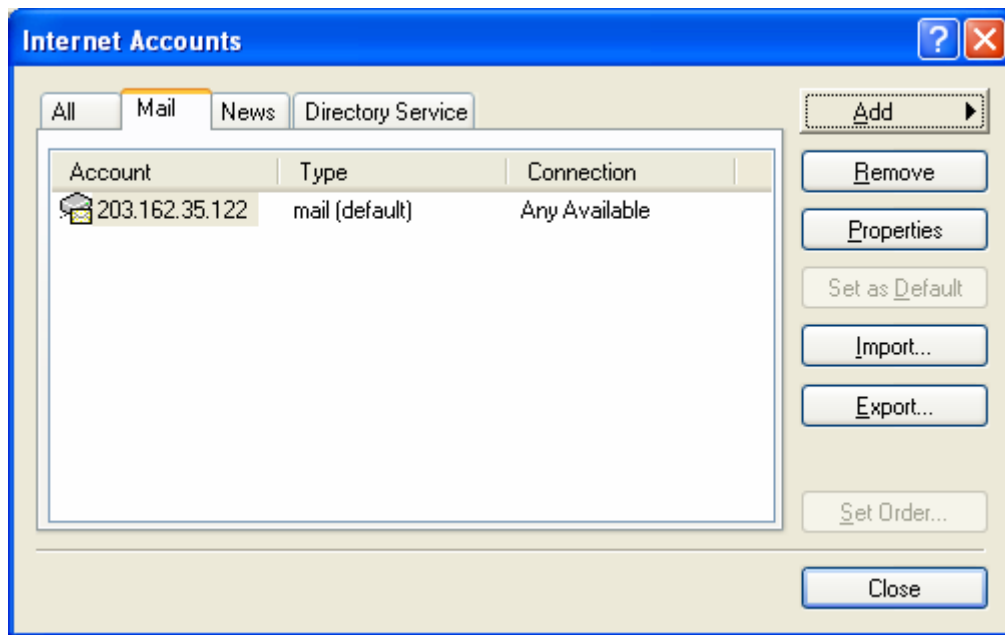 Internet Accounts
All Mail News Directory Service
Add
Account Type Connection
Remove
203.162.35.122 mail (default) Any Available
Properties
Set as Default
Import...
Export...
Set Order...
Close